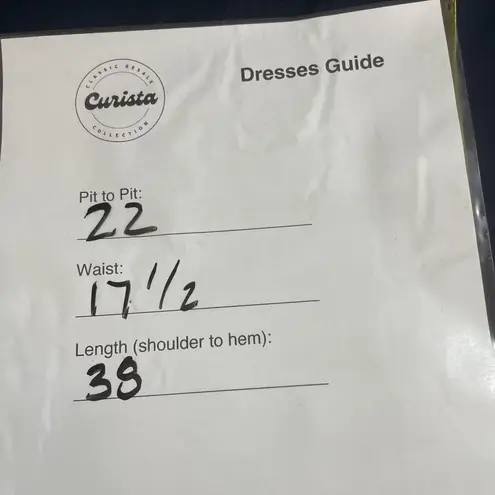 CLASSIC RESALE
Curista
COLLECTION
Dresses Guide
Pit to Pit:
22
Waist:
17 1/2
Length (shoulder to hem):
38